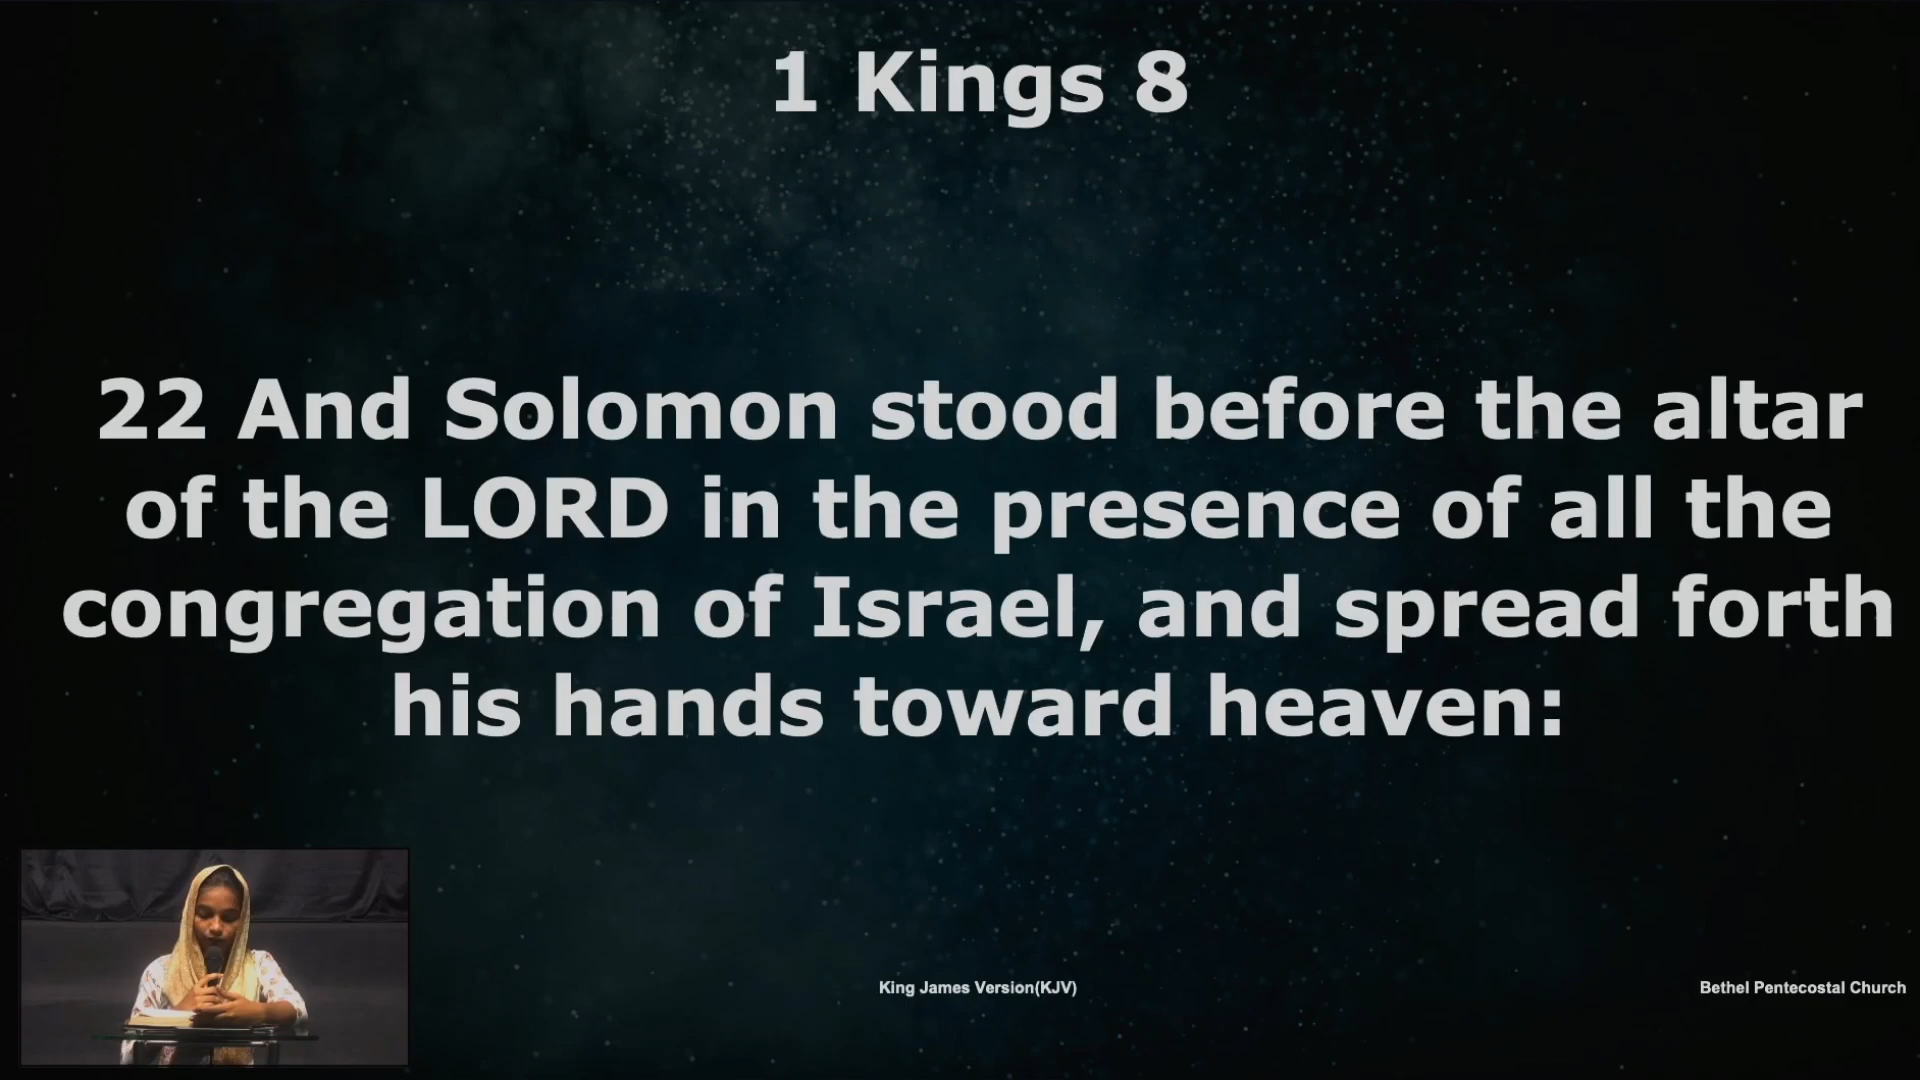 1 Kings 8
22 And Solomon stood before the altar
of the LORD in the presence of all the
congregation of Israel, and spread forth
his hands toward heaven:
King James Version(KJV)
Bethel Pentecostal Church